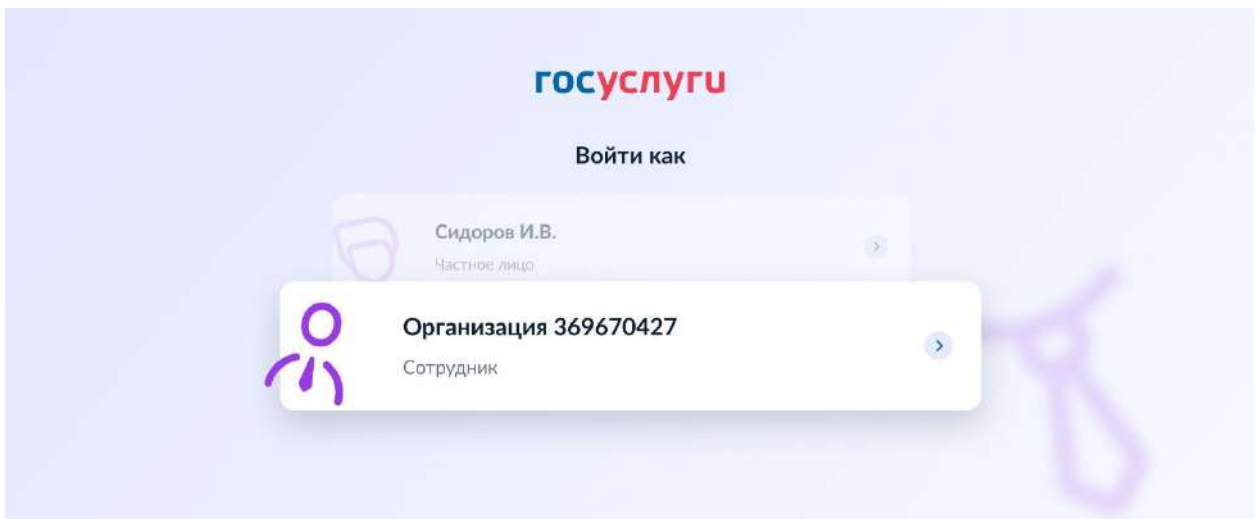 госуслуги
Войти как
Сидоров И.В.
Частное лицо
Организация 369670427
Сотрудник